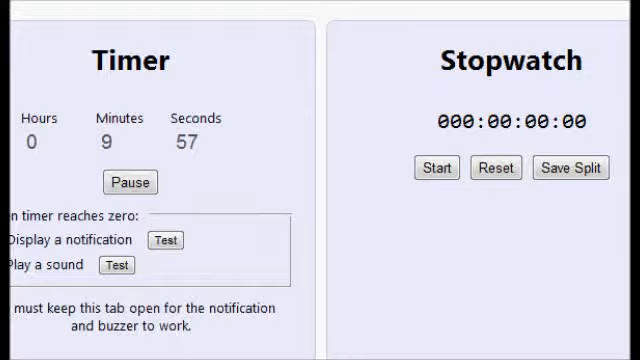 Timer
Hours Minutes Seconds
0 9 57
Pause
n timer reaches zero:
Display a notification Test
Play a sound Test
must keep this tab open for the notification
and buzzer to work.
Stopwatch
000:00:00:00
Start Reset Save Split